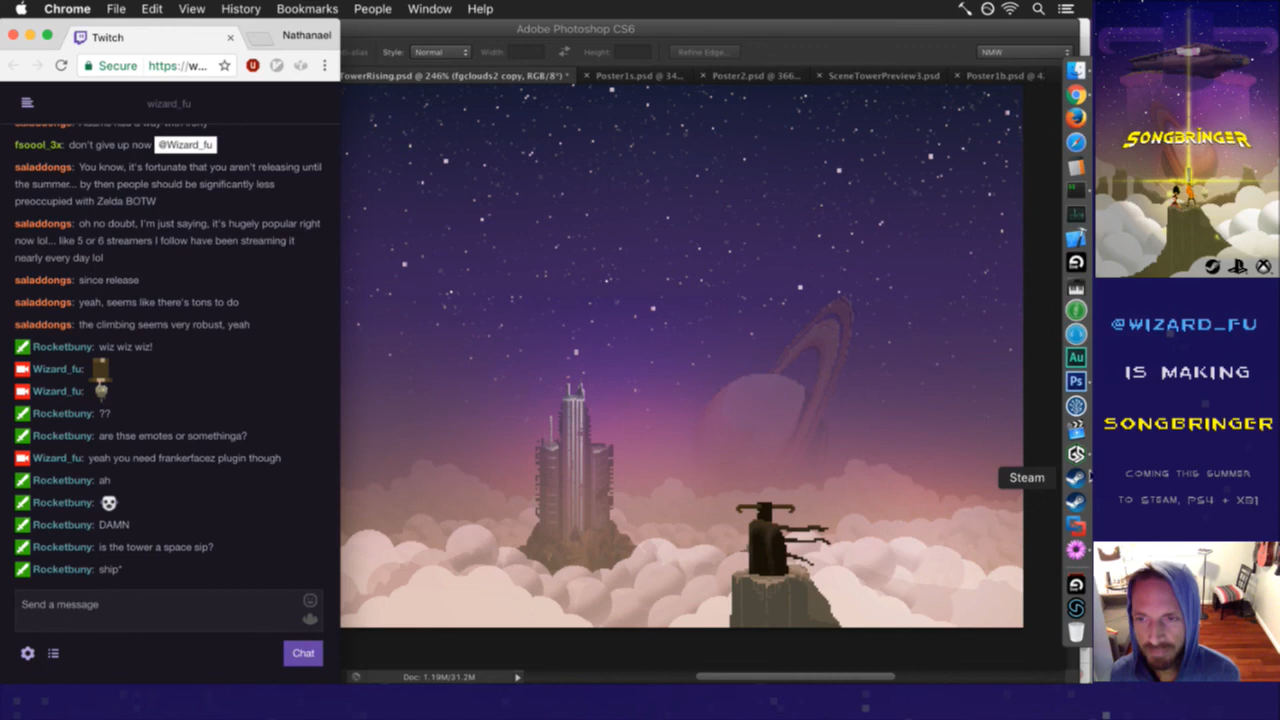 Chrome File Edit View History Bookmarks People Window Help
Twitch
Nathanael
Secure https://w...
wizard_fu
fsoool_3x: don't give up now @Wizard_fu
saladdongs: You know, it's fortunate that you aren't releasing until
the summer... by then people should be significantly less
preoccupied with Zelda BOTW
saladdongs: oh no doubt, I'm just saying, it's hugely popular right
now lol... like 5 or 6 streamers I follow have been streaming it
nearly every day lol
saladdongs: since release
saladdongs: yeah, seems like there's tons to do
saladdongs: the climbing seems very robust, yeah
Rocketbuny: wiz wiz wiz!
Wizard_fu:
Wizard_fu:
Rocketbuny: ??
Rocketbuny: are thse emotes or somethinga?
Wizard_fu: yeah you need frankerfacez plugin though
Rocketbuny: ah
Rocketbuny:
Rocketbuny: DAMN
Rocketbuny: is the tower a space sip?
Rocketbuny: ship*
Send a message
Chat
Adobe Photoshop CS6
Style: Normal Width: Height: Refine Edge...
NMW
TowerRising.psd @ 246% (fgclouds2 copy, RGB/8*) * Poster1s.psd @ 34... Poster2.psd @ 366... SceneTowerPreview3.psd Poster1b.psd @ 4
Steam
Au
Ps
Doc: 1.19M/31.2M
SONGBRINGER
@WIZARD_FU
IS MAKING
SONGBRINGER
COMING THIS SUMMER
TO STEAM, PS4 + XB1